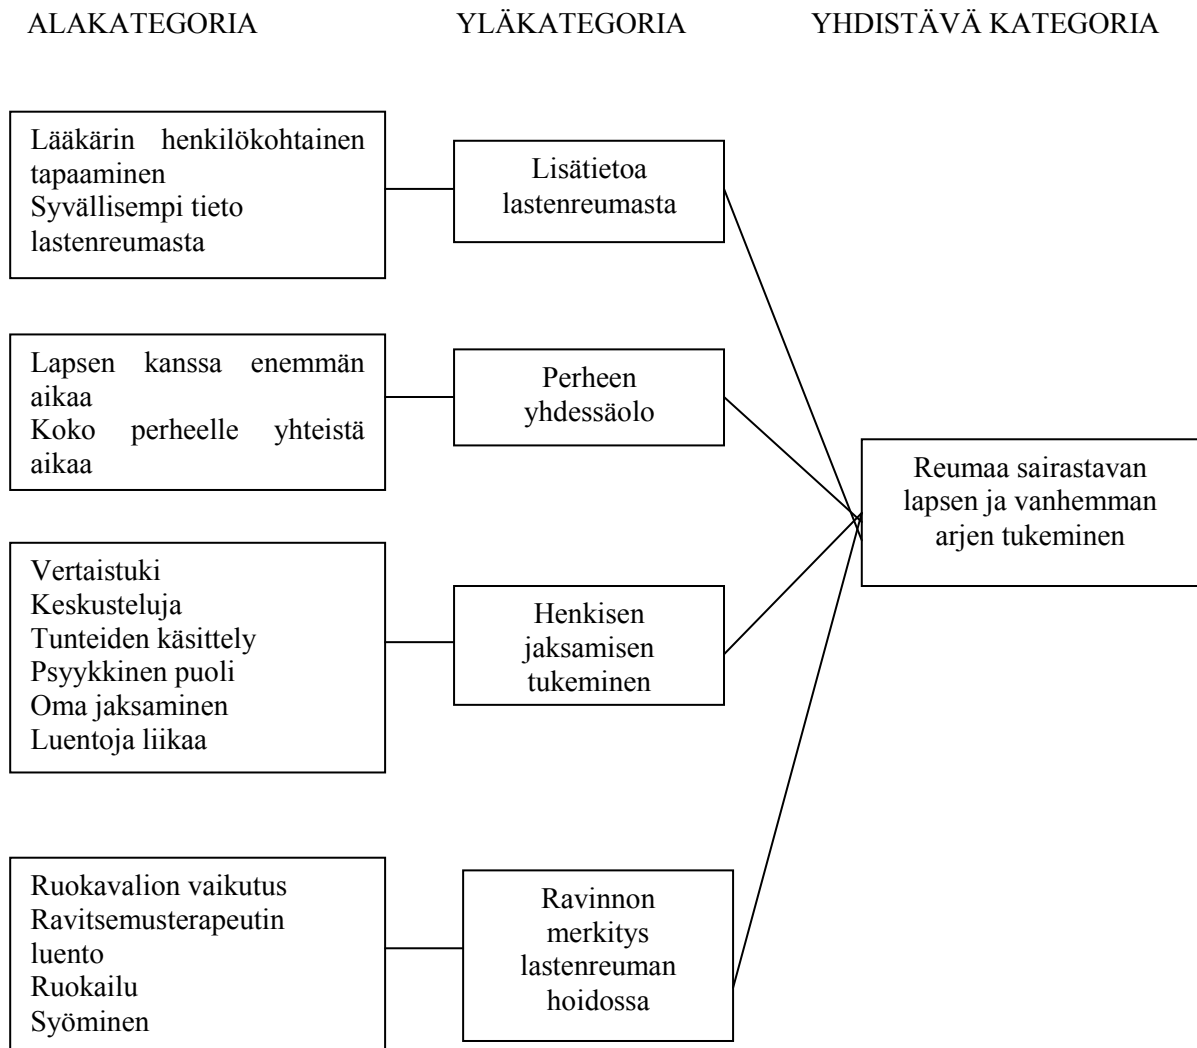 ALAKATEGORIA YLÄKATEGORIA YHDISTÄVÄ KATEGORIA
Lääkärin henkilökohtainen
tapaaminen
Syvällisempi tieto
lastenreumasta
Lisätietoa
lastenreumasta
Lapsen kanssa enemmän
aikaa
Koko perheelle yhteistä
aikaa
Perheen
yhdessäolo
Reumaa sairastavan
lapsen ja vanhemman
arjen tukeminen
Vertaistuki
Keskusteluja
Tunteiden käsittely
Psyykkinen puoli
Oma jaksaminen
Luentoja liikaa
Henkisen
jaksamisen
tukeminen
Ruokavalion vaikutus
Ravitsemusterapeutin
luento
Ruokailu
Syöminen
Ravinnon
merkitys
lastenreuman
hoidossa